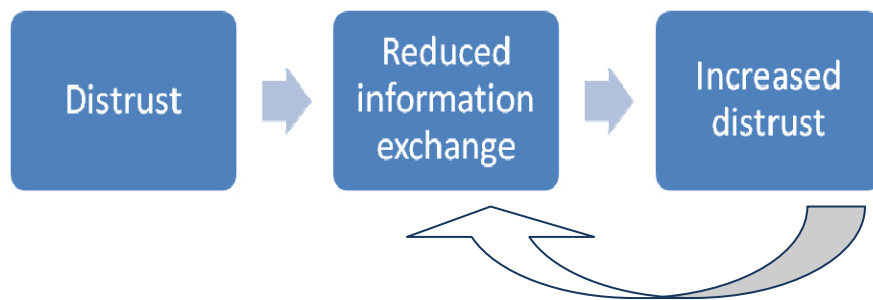 Distrust
Reduced
information
exchange
Increased
distrust